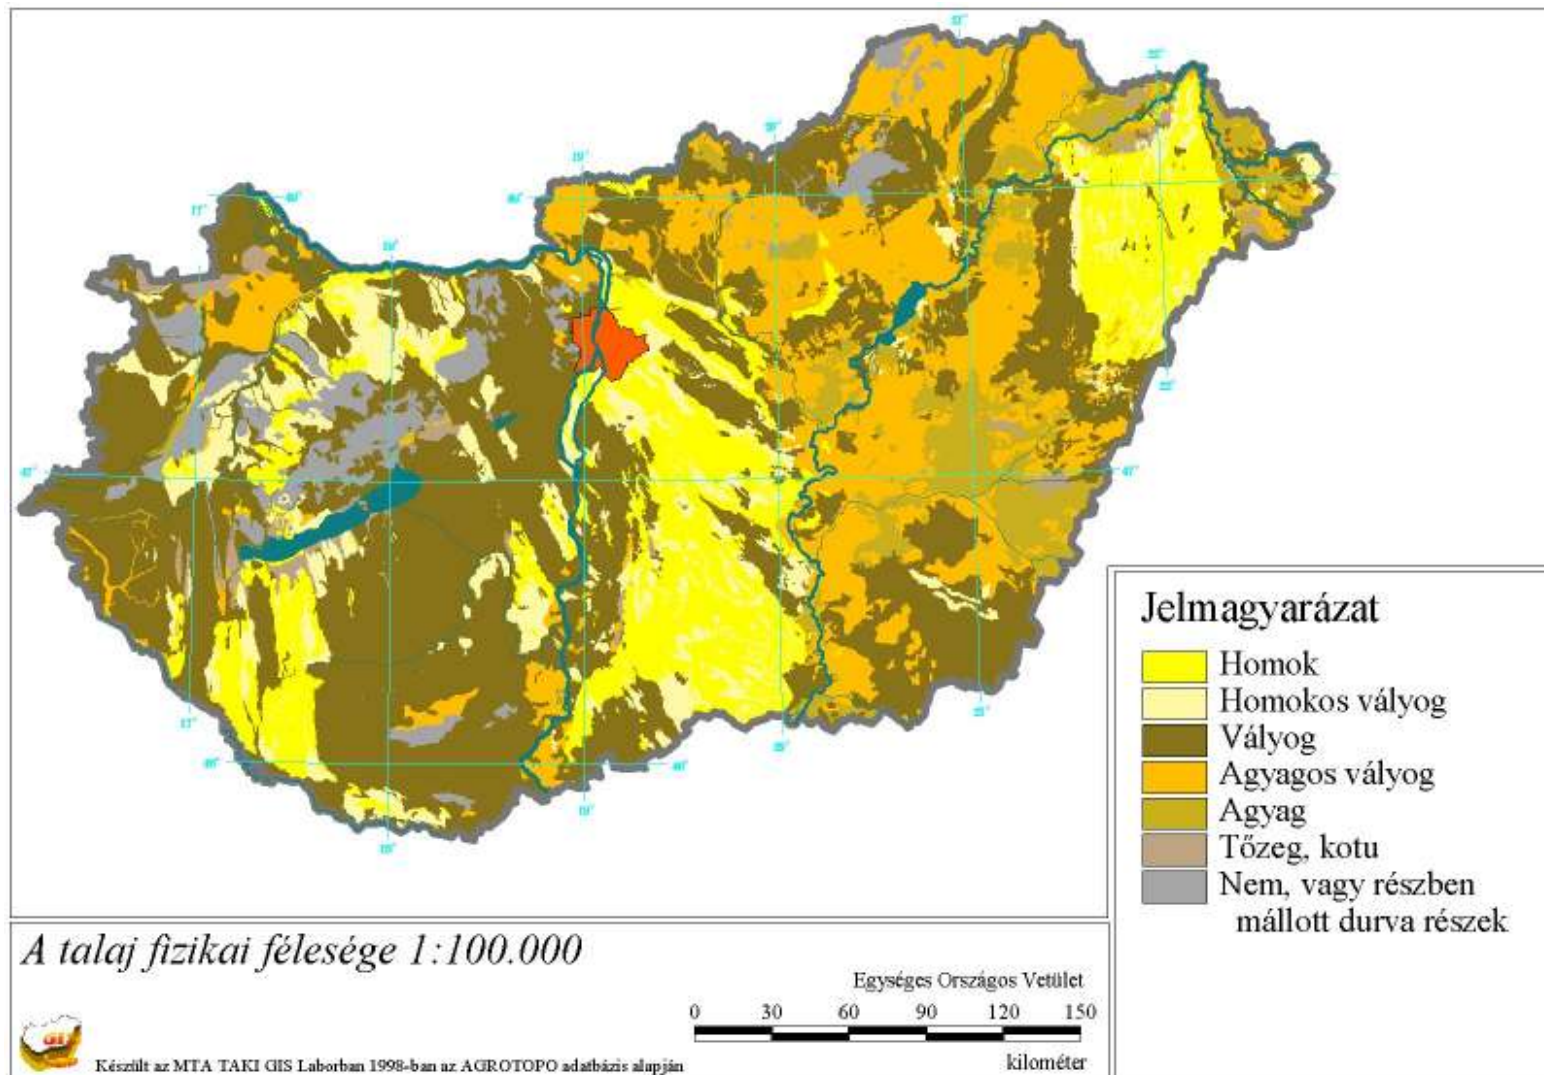 Jelmagyarázat
Homok
Homokos vályog
Vályog
Agyagos vályog
Agyag
Tőzeg, kotu
Nem, vagy részben
mállott durva részek
A talaj fizikai félesége 1:100.000
Egységes Országos Vetület
0 30 60 90 120 150
kilométer
GI
Készült az MTA TAKI GIS Laborban 1998-ban az AGROTOPO adatbázis alapján